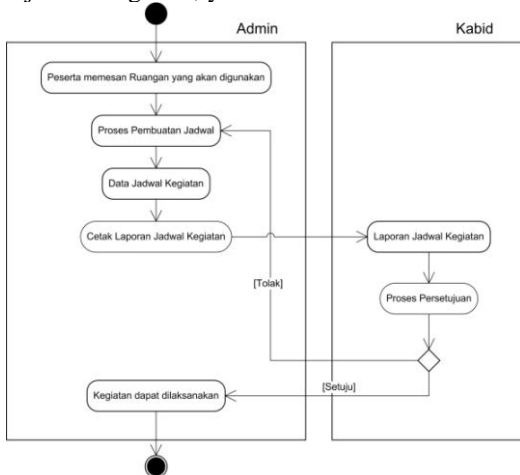 Admin
Kabid
Peserta memesan Ruangan yang akan digunakan
Proses Pembuatan Jadwal
Data Jadwal Kegiatan
Cetak Laporan Jadwal Kegiatan
Laporan Jadwal Kegiatan
[Tolak]
Proses Persetujuan
[Setuju]
Kegiatan dapat dilaksanakan